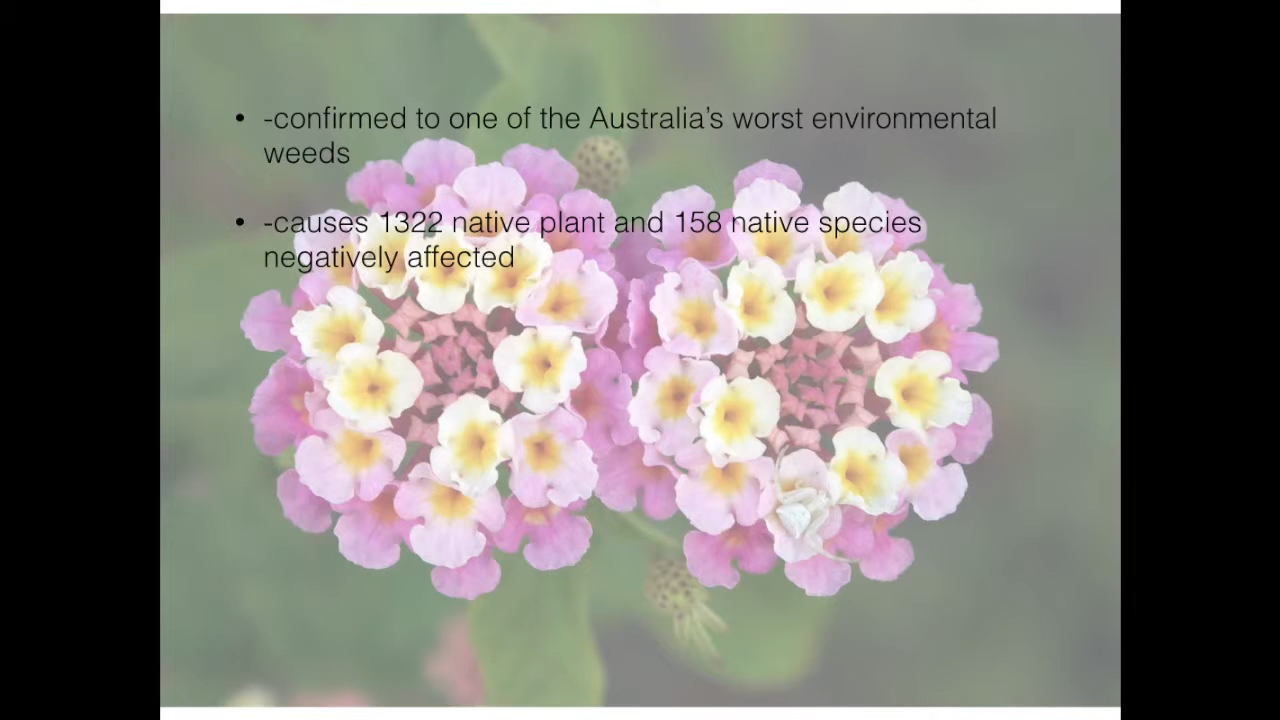 • -confirmed to one of the Australia's worst environmental
weeds
• -causes 1322 native plant and 158 native species
negatively affected